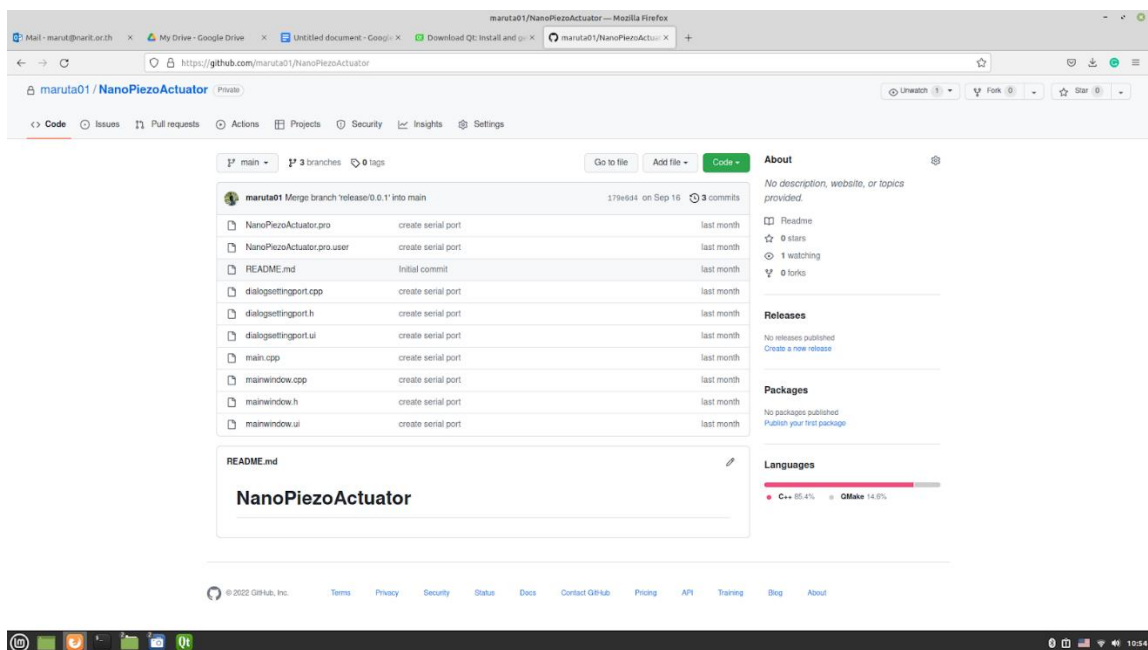 maruta01/NanoPiezoActuator — Mozilla Firefox
Mail - marut@narit.or.th My Drive - Google Drive Untitled document - Google Download Qt: Install and ge maruta01/NanoPiezoActuat
https://github.com/maruta01/NanoPiezoActuator
maruta01 / NanoPiezoActuator Private Unwatch 1 Fork 0 Star 0
<> Code Issues Pull requests Actions Projects Security Insights Settings
main 3 branches 0 tags Go to file Add file Code
maruta01 Merge branch 'release/0.0.1' into main 179e6d4 on Sep 16 3 commits
NanoPiezoActuator.pro create serial port last month
NanoPiezoActuator.pro.user create serial port last month
README.md Initial commit last month
dialogsettingport.cpp create serial port last month
dialogsettingport.h create serial port last month
dialogsettingport.ui create serial port last month
main.cpp create serial port last month
mainwindow.cpp create serial port last month
mainwindow.h create serial port last month
mainwindow.ui create serial port last month
README.md
NanoPiezoActuator
About
No description, website, or topics
provided.
Readme
0 stars
1 watching
0 forks
Releases
No releases published
Create a new release
Packages
No packages published
Publish your first package
Languages
C++ 85.4% QMake 14.6%
© 2022 GitHub, Inc. Terms Privacy Security Status Docs Contact GitHub Pricing API Training Blog About
10:54